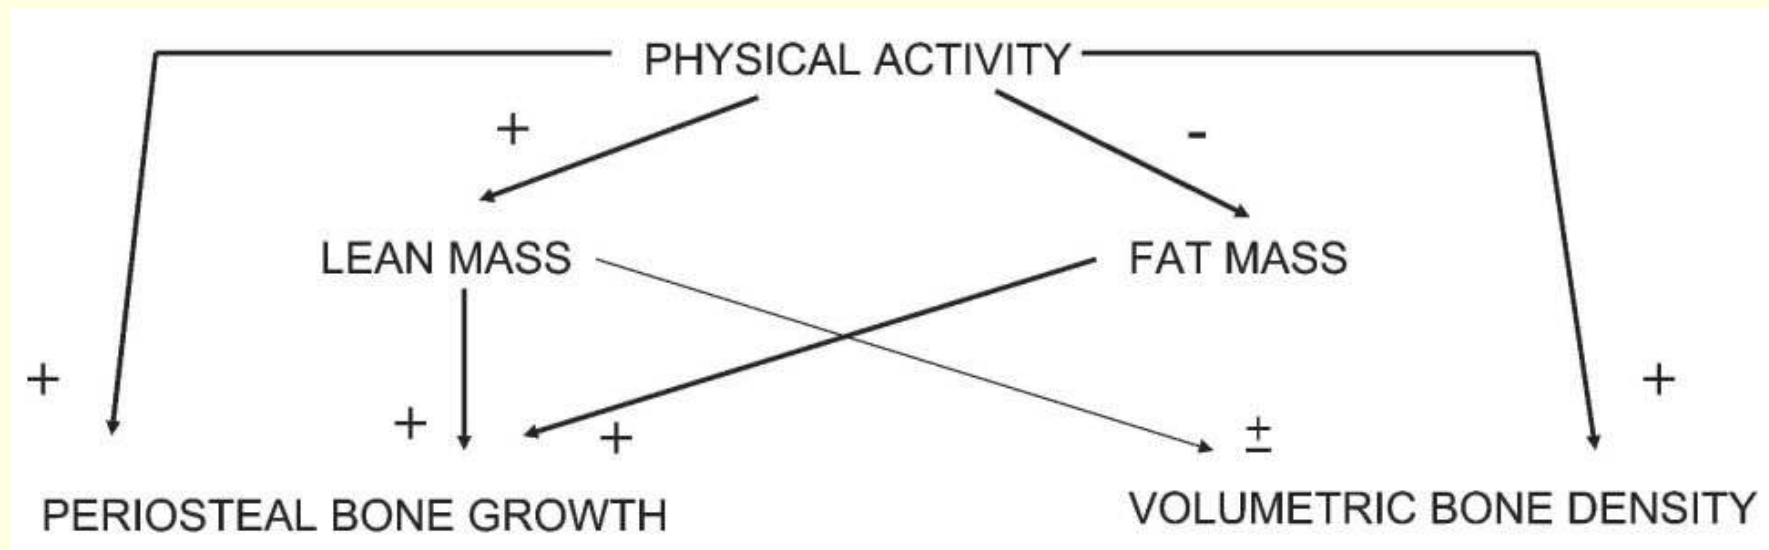 PHYSICAL ACTIVITY
+
-
LEAN MASS
FAT MASS
+
+
+
+
±
PERIOSTEAL BONE GROWTH
VOLUMETRIC BONE DENSITY